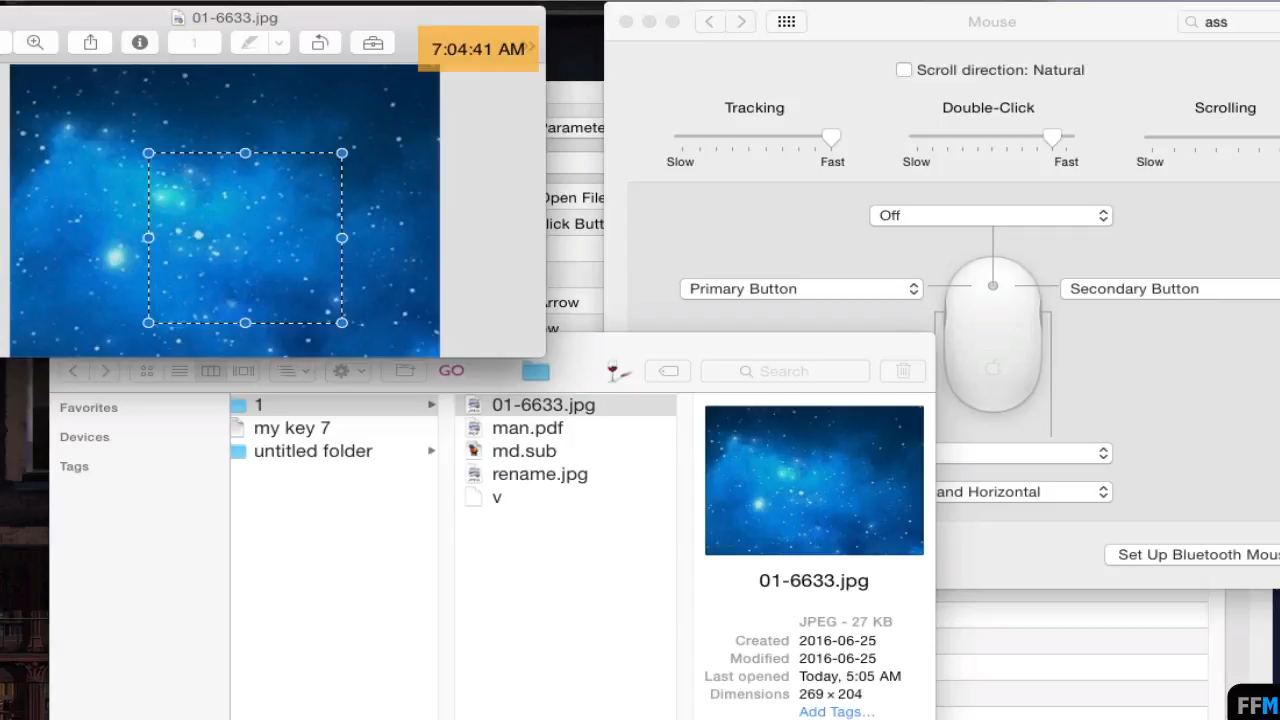 01-6633.jpg
1
7:04:41 AM
Mouse
ass
Scroll direction: Natural
Tracking
Double-Click
Scrolling
Slow
Fast
Slow
Fast
Slow
Off
Primary Button
Secondary Button
and Horizontal
Set Up Bluetooth Mou
Paramete
Open File
lick Butt
Arrow
GO
Search
Favorites
Devices
Tags
1
my key 7
untitled folder
01-6633.jpg
man.pdf
md.sub
rename.jpg
v
01-6633.jpg
JPEG - 27 KB
Created 2016-06-25
Modified 2016-06-25
Last opened Today, 5:05 AM
Dimensions 269 × 204
Add Tags...
FFM